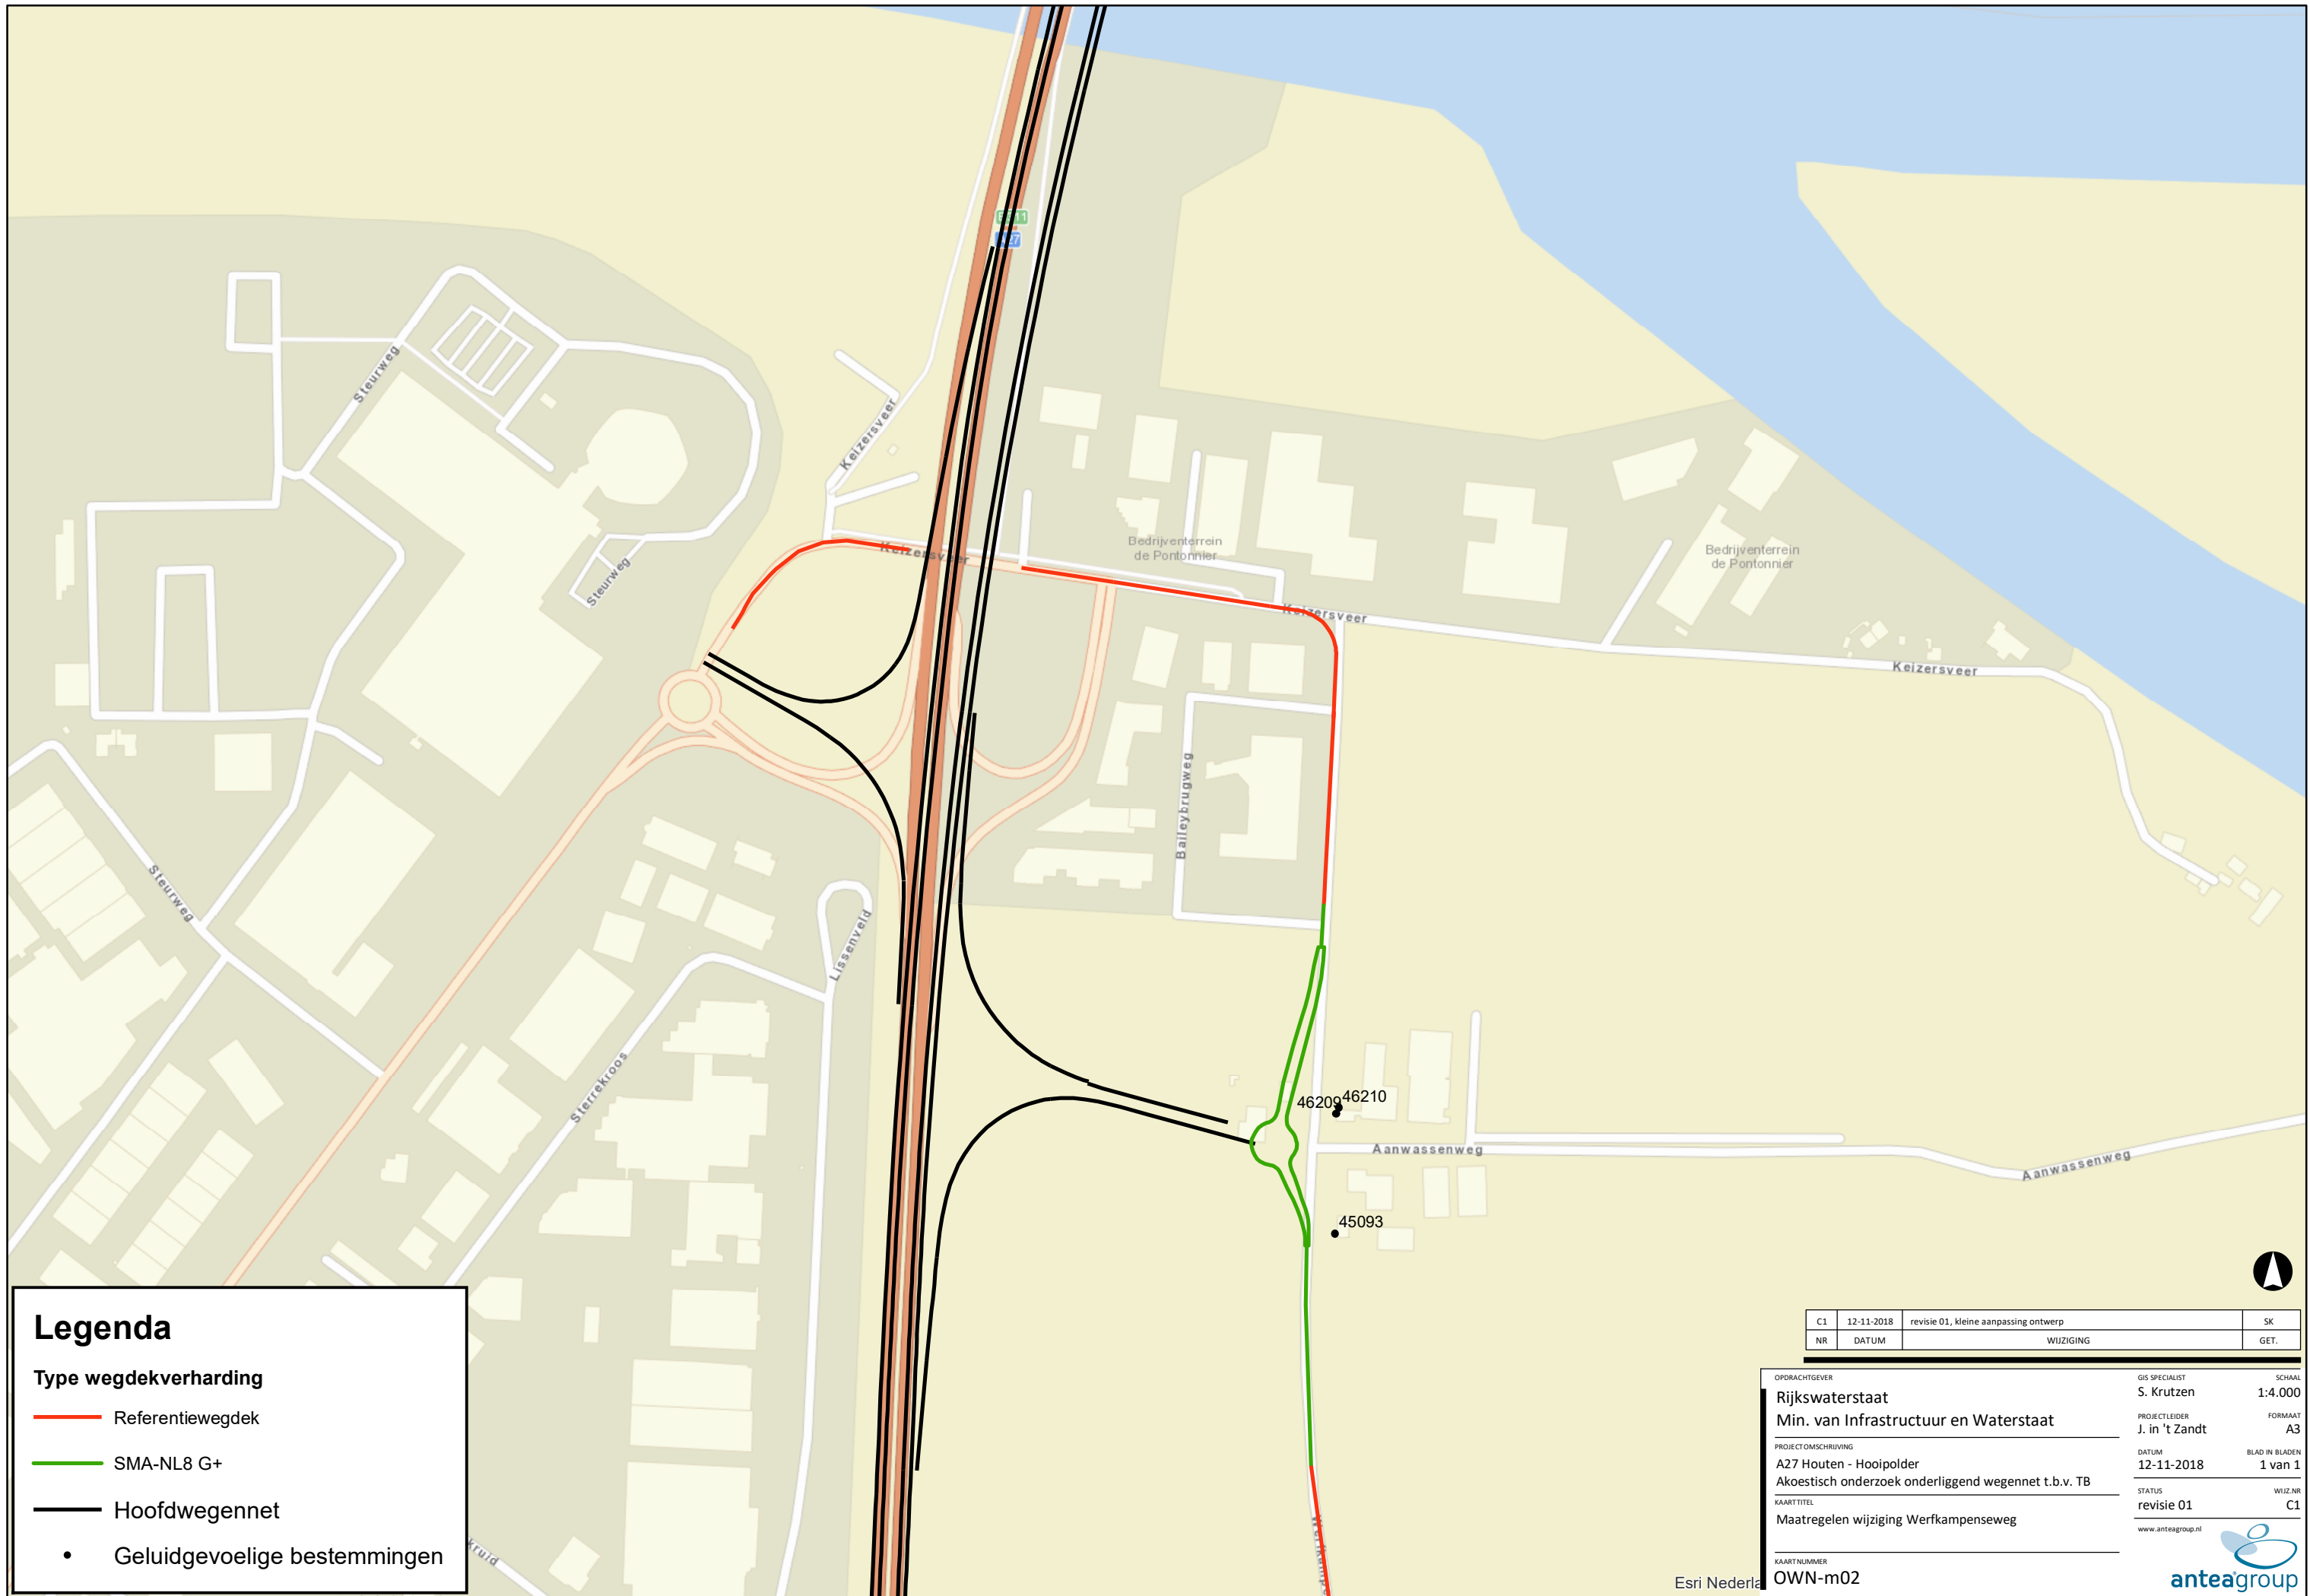 Steurweg
Keizersveer
Keizersveer
Bedrijventerrein
de Pontonnier
Bedrijventerrein
de Pontonnier
Steurweg
Keizersveer
Keizersveer
Baileybrugweg
Steurweg
Lissenveld
Sterrekroos
46209
46210
Aanwassenweg
Aanwassenweg
45093
kruid
Esri Nederla
Legenda
Type wegdekverharding
Referentiewegdek
SMA-NL8 G+
Hoofdwegennet
Geluidgevoelige bestemmingen
C1 12-11-2018 revisie 01, kleine aanpassing ontwerp SK
NR DATUM WIJZIGING GET.
OPDRACHTGEVER
Rijkswaterstaat
Min. van Infrastructuur en Waterstaat
PROJECTOMSCHRIJVING
A27 Houten - Hooipolder
Akoestisch onderzoek onderliggend wegennet t.b.v. TB
KAARTTITEL
Maatregelen wijziging Werfkampenseweg
KAARTNUMMER
OWN-m02
GIS SPECIALIST SCHAAL
S. Krutzen 1:4.000
PROJECTLEIDER FORMAAT
J. in 't Zandt A3
DATUM BLAD IN BLADEN
12-11-2018 1 van 1
STATUS WIJZ.NR
revisie 01 C1
www.anteagroup.nl
anteagroup